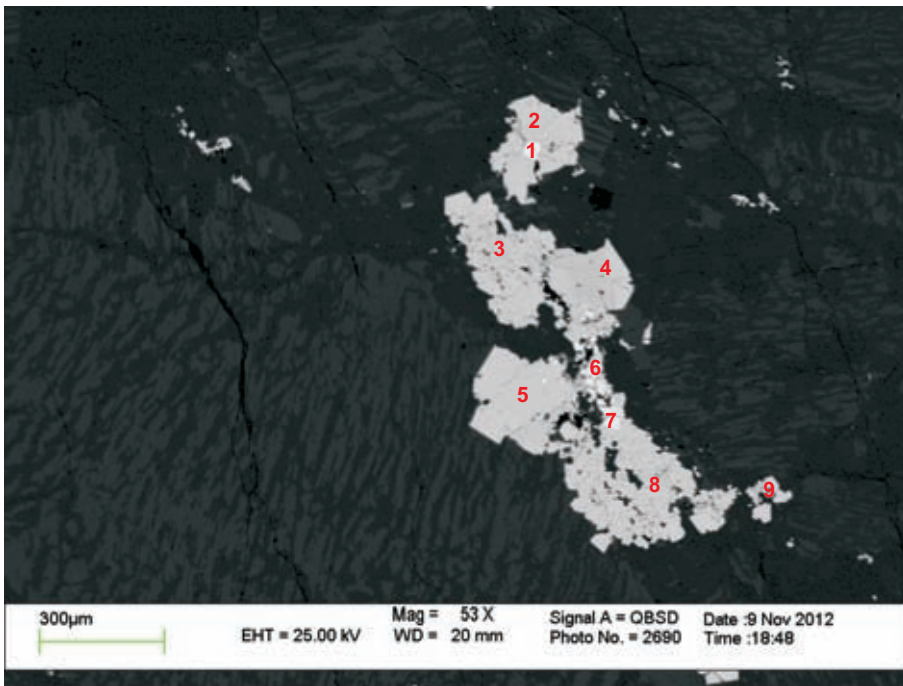 2
1
3
4
6
5
7
8
9
300µm
Mag = 53 X
Signal A = QBSD
Date :9 Nov 2012
EHT = 25.00 kV
WD = 20 mm
Photo No. = 2690
Time :18:48